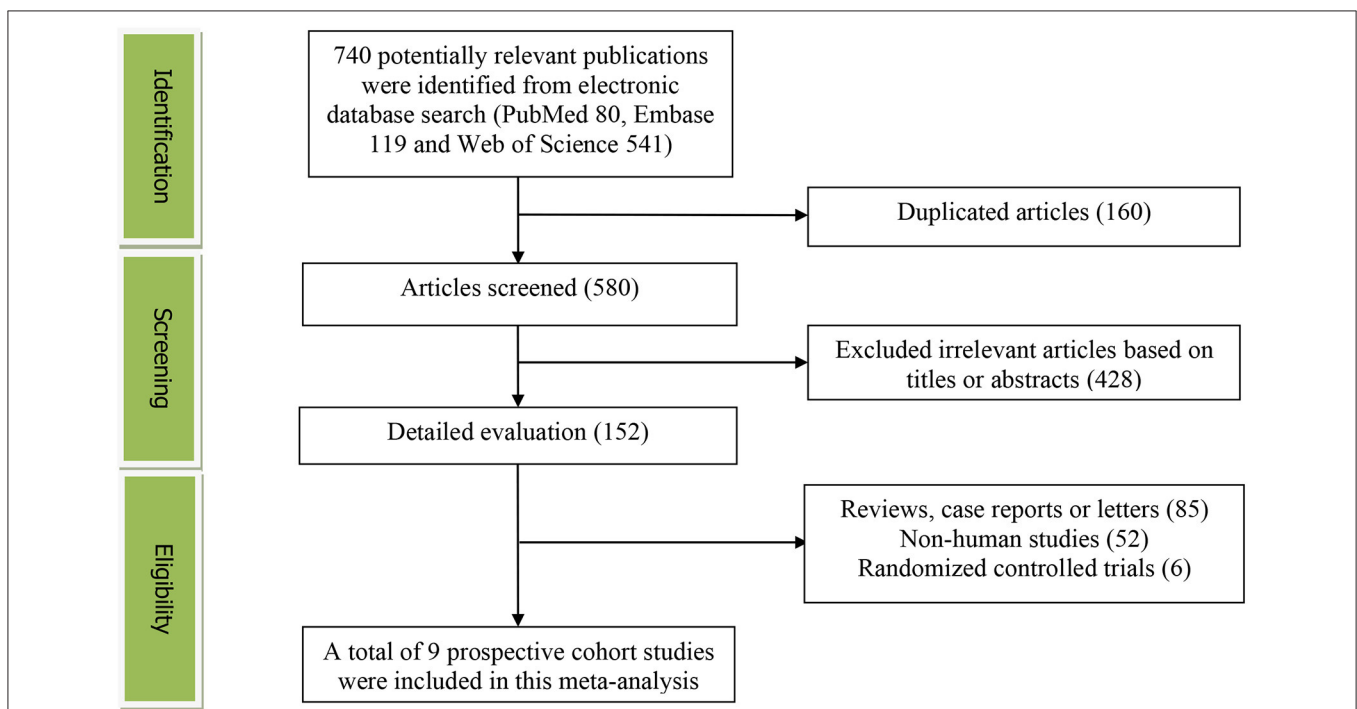 Identification
740 potentially relevant publications
were identified from electronic
database search (PubMed 80, Embase
119 and Web of Science 541)
Duplicated articles (160)
Screening
Articles screened (580)
Excluded irrelevant articles based on
titles or abstracts (428)
Detailed evaluation (152)
Eligibility
Reviews, case reports or letters (85)
Non-human studies (52)
Randomized controlled trials (6)
A total of 9 prospective cohort studies
were included in this meta-analysis